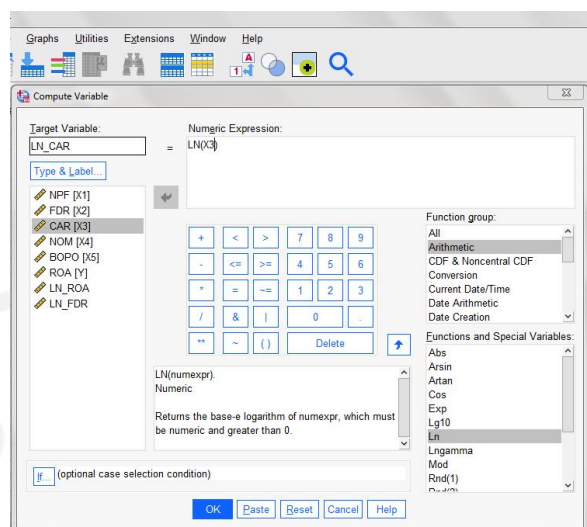 Graphs Utilities Extensions Window Help
A
1
Compute Variable
Target Variable:
Numeric Expression:
LN_CAR
=
LN(X3)
Type & Label...
NPF [X1]
FDR [X2]
CAR [X3]
NOM [X4]
BOPO [X5]
ROA [Y]
LN_ROA
LN_FDR
+ < > 7 8 9
- <= >= 4 5 6
* = ~= 1 2 3
/ & | 0 .
** ~ ( ) Delete
Function group:
All
Arithmetic
CDF & Noncentral CDF
Conversion
Current Date/Time
Date Arithmetic
Date Creation
Functions and Special Variables:
Abs
Arsin
Artan
Cos
Exp
Lg10
Ln
Lngamma
Mod
Rnd(1)
LN(numexpr).
Numeric
Returns the base-e logarithm of numexpr, which must
be numeric and greater than 0.
If... (optional case selection condition)
OK Paste Reset Cancel Help